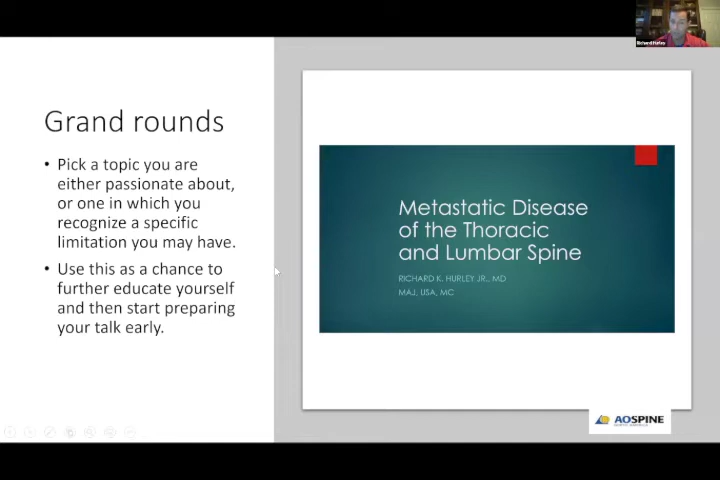 Richard Hurley
Grand rounds
• Pick a topic you are
either passionate about,
or one in which you
recognize a specific
limitation you may have.
• Use this as a chance to
further educate yourself
and then start preparing
your talk early.
Metastatic Disease
of the Thoracic
and Lumbar Spine
RICHARD K. HURLEY JR., MD
MAJ, USA, MC
AOSPINE